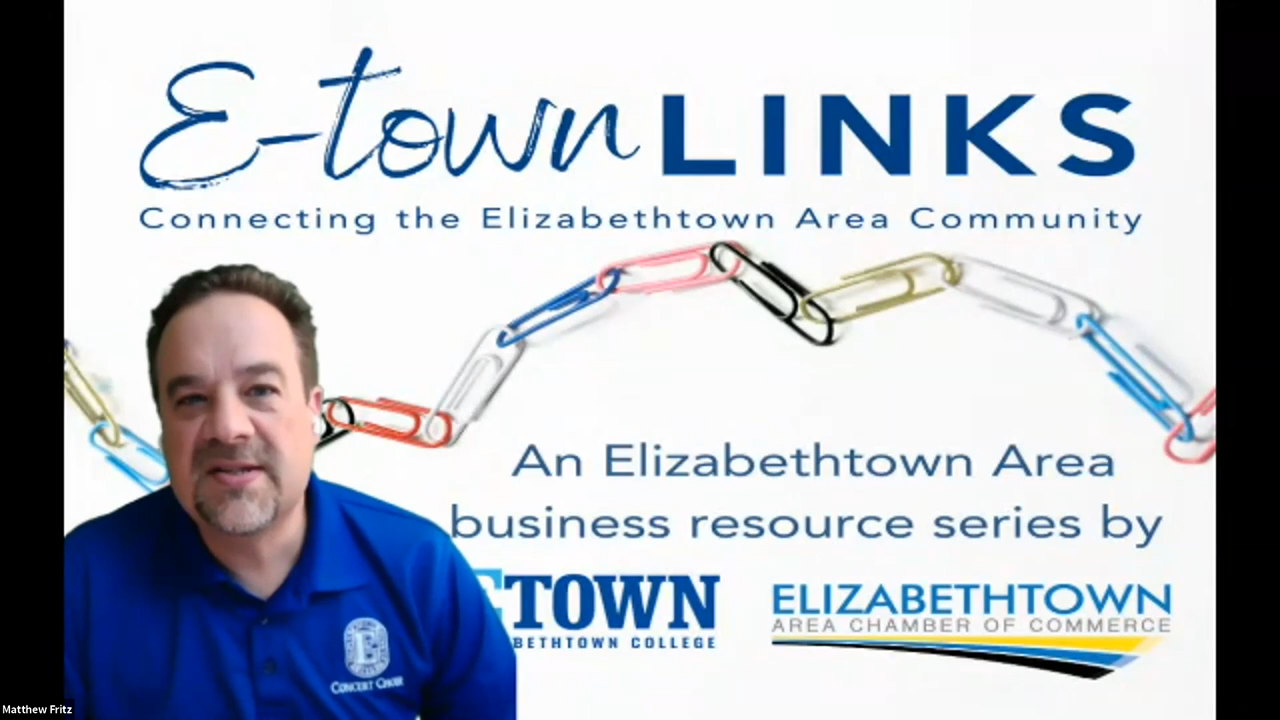 E-town LINKS
Connecting the Elizabethtown Area Community
An Elizabethtown Area
business resource series by
ETOWN
BETHTOWN COLLEGE
ELIZABETHTOWN
AREA CHAMBER OF COMMERCE
CONCERT CHOIR
Matthew Fritz